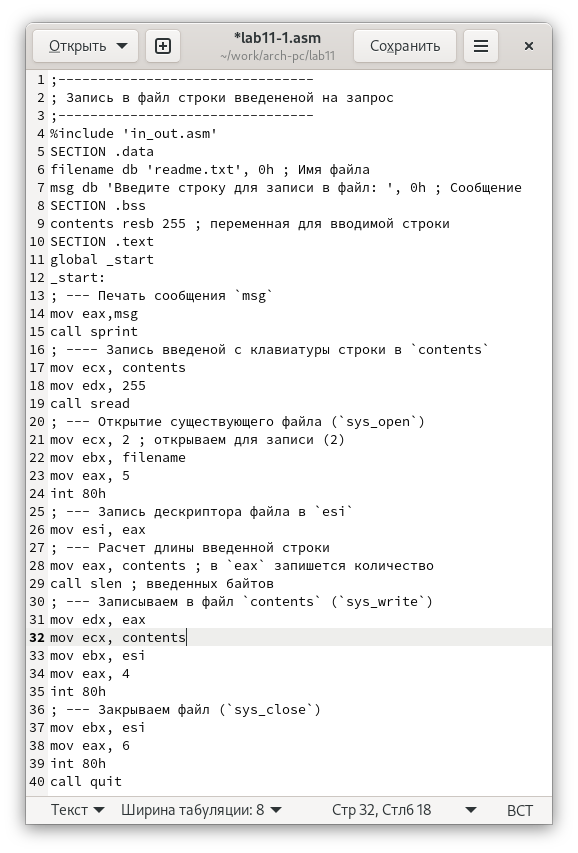 Открыть
*lab11-1.asm
~/work/arch-pc/lab11
Сохранить
1 ;--------------------------------
2 ; Запись в файл строки введененой на запрос
3 ;--------------------------------
4 %include 'in_out.asm'
5 SECTION .data
6 filename db 'readme.txt', 0h ; Имя файла
7 msg db 'Введите строку для записи в файл: ', 0h ; Сообщение
8 SECTION .bss
9 contents resb 255 ; переменная для вводимой строки
10 SECTION .text
11 global _start
12 _start:
13 ; --- Печать сообщения `msg`
14 mov eax,msg
15 call sprint
16 ; ---- Запись введеной с клавиатуры строки в `contents`
17 mov ecx, contents
18 mov edx, 255
19 call sread
20 ; --- Открытие существующего файла (`sys_open`)
21 mov ecx, 2 ; открываем для записи (2)
22 mov ebx, filename
23 mov eax, 5
24 int 80h
25 ; --- Запись дескриптора файла в `esi`
26 mov esi, eax
27 ; --- Расчет длины введенной строки
28 mov eax, contents ; в `eax` запишется количество
29 call slen ; введенных байтов
30 ; --- Записываем в файл `contents` (`sys_write`)
31 mov edx, eax
32 mov ecx, contents
33 mov ebx, esi
34 mov eax, 4
35 int 80h
36 ; --- Закрываем файл (`sys_close`)
37 mov ebx, esi
38 mov eax, 6
39 int 80h
40 call quit
Текст Ширина табуляции: 8 Стр 32, Стлб 18 ВСТ